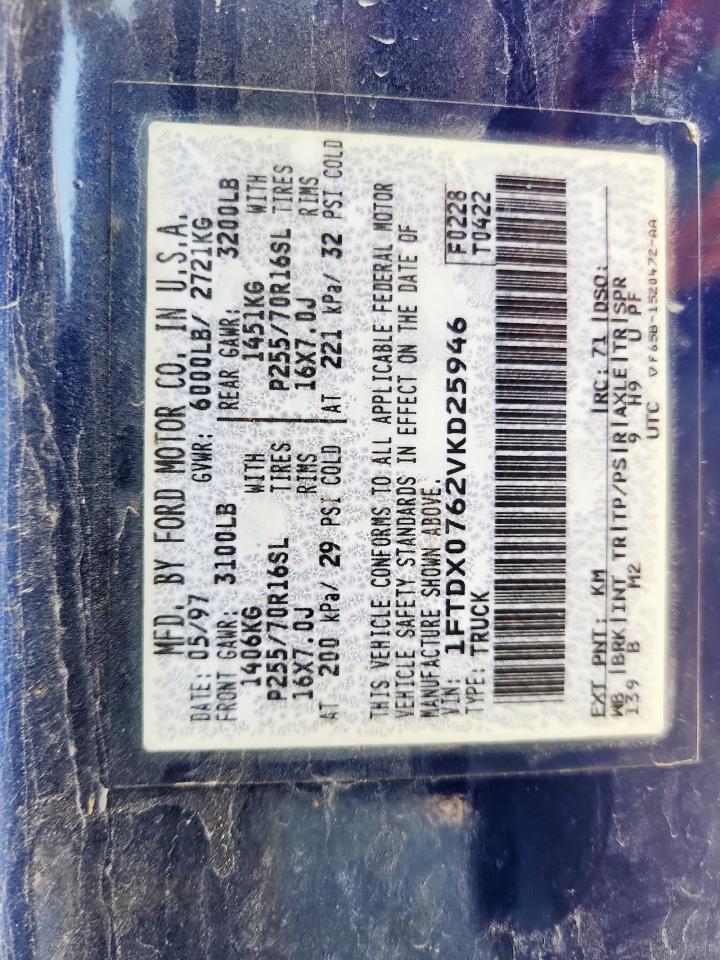 MFD. BY FORD MOTOR CO. IN U.S.A.
DATE: 05/97 GVWR: 6000LB/ 2721KG
FRONT GAWR: 3100LB REAR GAWR: 3200LB
1406KG WITH 1451KG WITH
P255/70R16SL TIRES P255/70R16SL TIRES
16X7.0J RIMS 16X7.0J RIMS
AT 200 kPa/ 29 PSI COLD AT 221 kPa/ 32 PSI COLD
THIS VEHICLE CONFORMS TO ALL APPLICABLE FEDERAL MOTOR
VEHICLE SAFETY STANDARDS IN EFFECT ON THE DATE OF
MANUFACTURE SHOWN ABOVE.
VIN: 1FTDX0762VKD25946 F0228
TYPE: TRUCK T0422
EXT PNT: KM RC: 71 DSO:
WB BRK INT TR TP/PS R AXLE TR SPR
139 B M2 9 H9 U PF
UTC VF65B-1520472-AA